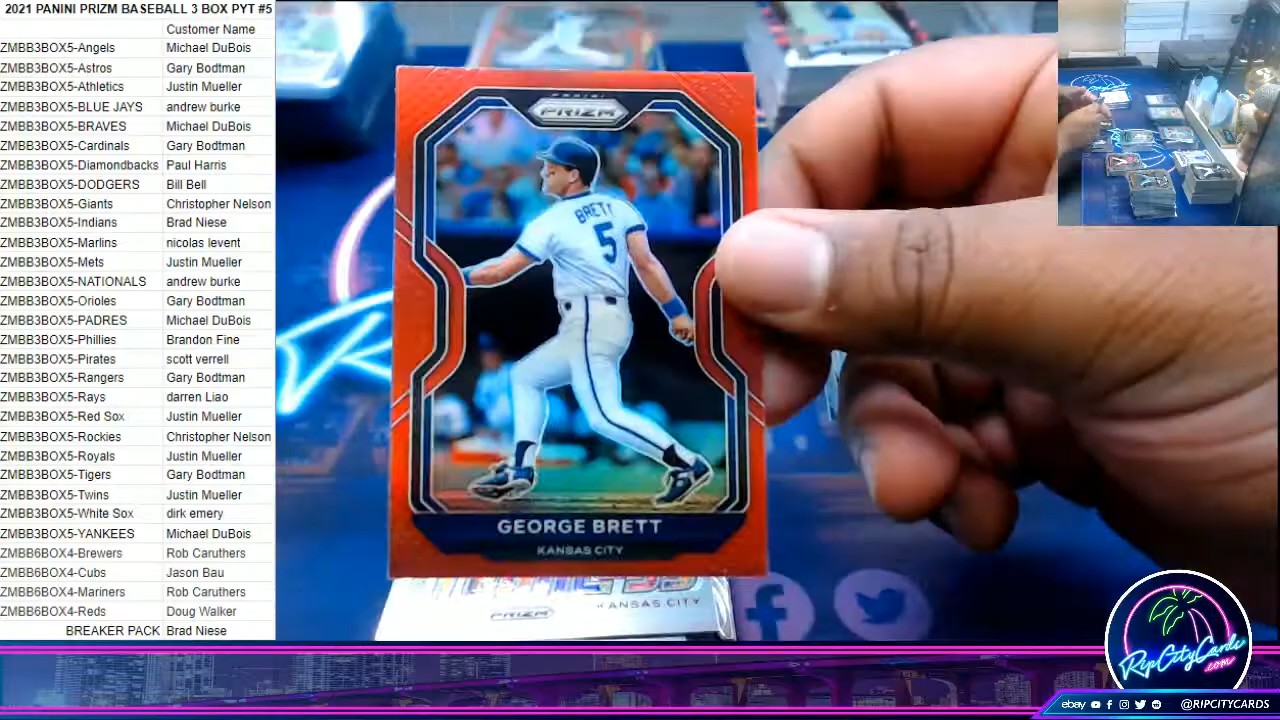 2021 PANINI PRIZM BASEBALL 3 BOX PYT #5
Customer Name
ZMBB3BOX5-Angels Michael DuBois
ZMBB3BOX5-Astros Gary Bodtman
ZMBB3BOX5-Athletics Justin Mueller
ZMBB3BOX5-BLUE JAYS andrew burke
ZMBB3BOX5-BRAVES Michael DuBois
ZMBB3BOX5-Cardinals Gary Bodtman
ZMBB3BOX5-Diamondbacks Paul Harris
ZMBB3BOX5-DODGERS Bill Bell
ZMBB3BOX5-Giants Christopher Nelson
ZMBB3BOX5-Indians Brad Niese
ZMBB3BOX5-Marlins nicolas levent
ZMBB3BOX5-Mets Justin Mueller
ZMBB3BOX5-NATIONALS andrew burke
ZMBB3BOX5-Orioles Gary Bodtman
ZMBB3BOX5-PADRES Michael DuBois
ZMBB3BOX5-Phillies Brandon Fine
ZMBB3BOX5-Pirates scott verrell
ZMBB3BOX5-Rangers Gary Bodtman
ZMBB3BOX5-Rays darren Liao
ZMBB3BOX5-Red Sox Justin Mueller
ZMBB3BOX5-Rockies Christopher Nelson
ZMBB3BOX5-Royals Justin Mueller
ZMBB3BOX5-Tigers Gary Bodtman
ZMBB3BOX5-Twins Justin Mueller
ZMBB3BOX5-White Sox dirk emery
ZMBB3BOX5-YANKEES Michael DuBois
ZMBB6BOX4-Brewers Rob Caruthers
ZMBB6BOX4-Cubs Jason Bau
ZMBB6BOX4-Mariners Rob Caruthers
ZMBB6BOX4-Reds Doug Walker
BREAKER PACK Brad Niese
PANINI
PRIZM
BRETT
5
GEORGE BRETT
KANSAS CITY
KANSAS CITY
PRIZM
RipCityCards
.com
ebay @RIPCITYCARDS